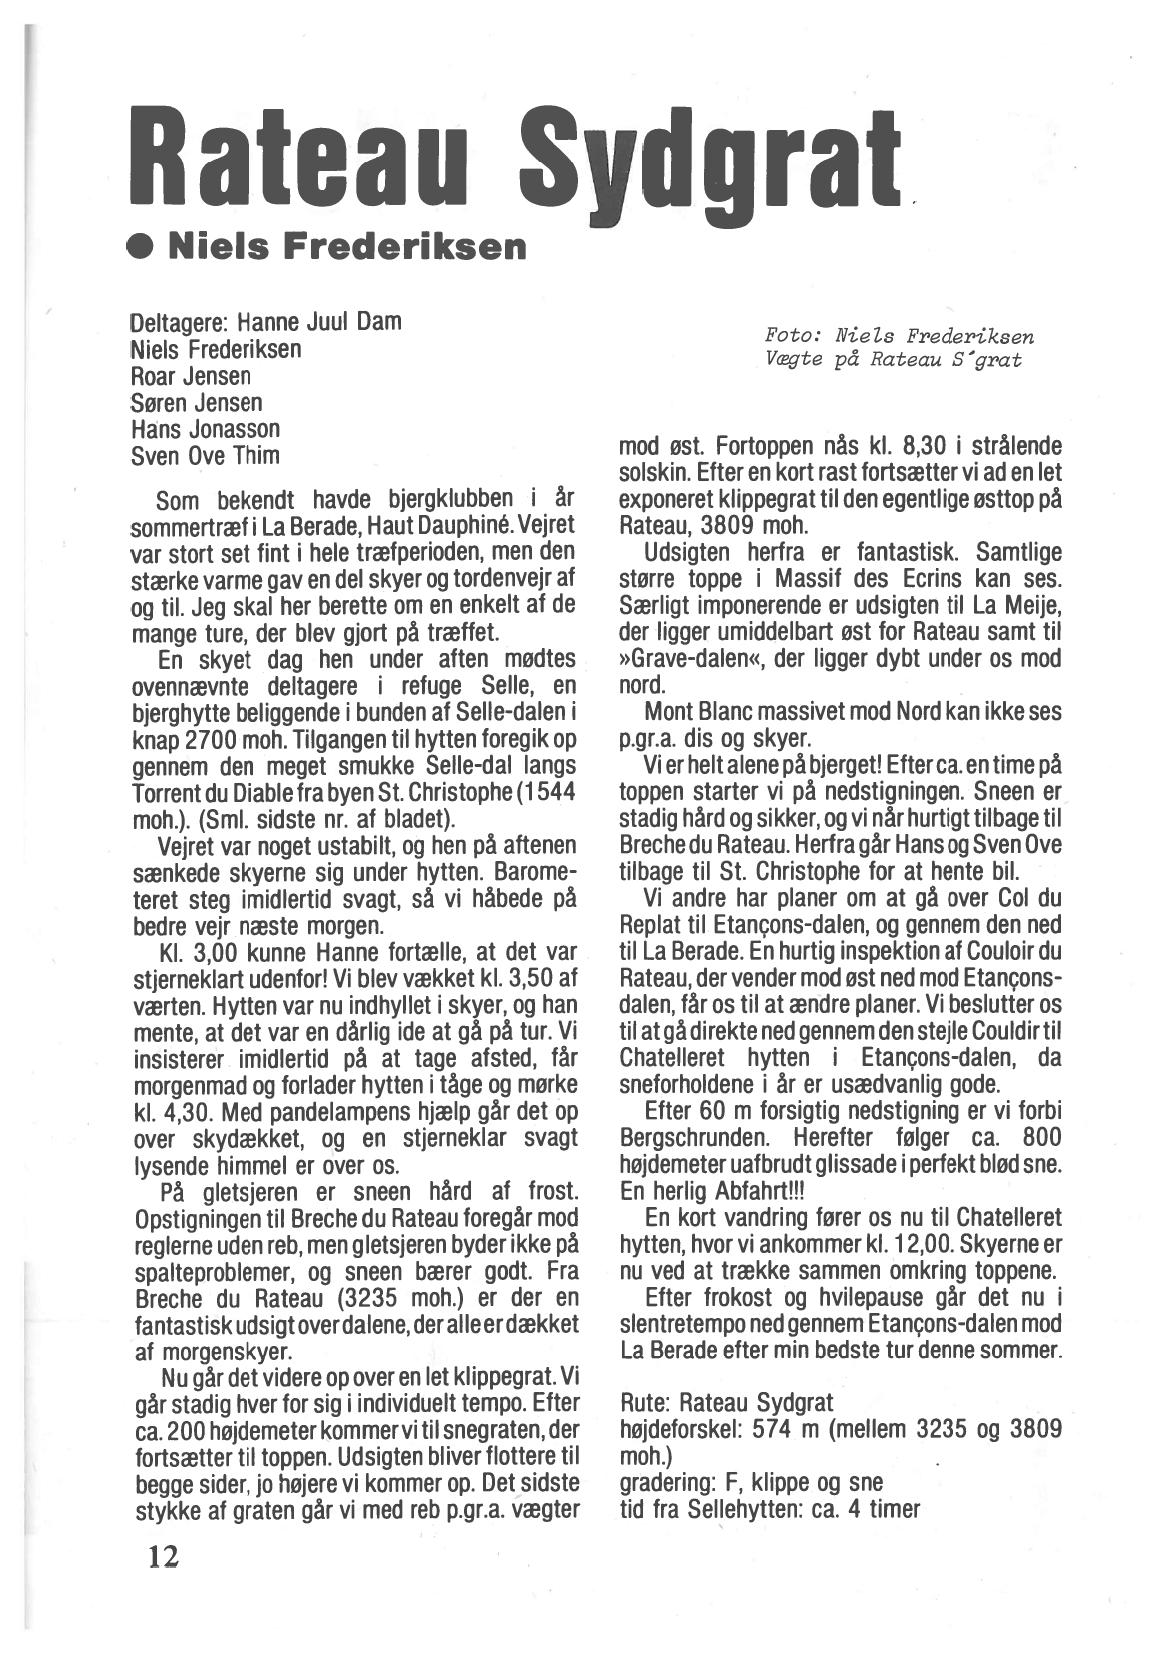 Rateau Sydgrat
● Niels Frederiksen
Deltagere: Hanne Juul Dam
Niels Frederiksen
Roar Jensen
Søren Jensen
Hans Jonasson
Sven Ove Thim
Som bekendt havde bjergklubben i år
sommertræf i La Berade, Haut Dauphiné. Vejret
var stort set fint i hele træfperioden, men den
stærke varme gav en del skyer og tordenvejr af
og til. Jeg skal her berette om en enkelt af de
mange ture, der blev gjort på træffet.
En skyet dag hen under aften mødtes
ovennævnte deltagere i refuge Selle, en
bjerghytte beliggende i bunden af Selle-dalen i
knap 2700 moh. Tilgangen til hytten foregik op
gennem den meget smukke Selle-dal langs
Torrent du Diable fra byen St. Christophe (1544
moh.). (Sml. sidste nr. af bladet).
Vejret var noget ustabilt, og hen på aftenen
sænkede skyerne sig under hytten. Barome-
teret steg imidlertid svagt, så vi håbede på
bedre vejr næste morgen.
Kl. 3,00 kunne Hanne fortælle, at det var
stjerneklart udenfor! Vi blev vækket kl. 3,50 af
værten. Hytten var nu indhyllet i skyer, og han
mente, at det var en dårlig ide at gå på tur. Vi
insisterer imidlertid på at tage afsted, får
morgenmad og forlader hytten i tåge og mørke
kl. 4,30. Med pandelampens hjælp går det op
over skydækket, og en stjerneklar svagt
lysende himmel er over os.
På gletsjeren er sneen hård af frost.
Opstigningen til Breche du Rateau foregår mod
reglerne uden reb, men gletsjeren byder ikke på
spalteproblemer, og sneen bærer godt. Fra
Breche du Rateau (3235 moh.) er der en
fantastisk udsigt over dalene, der alle er dækket
af morgenskyer.
Nu går det videre op over en let klippegrat. Vi
går stadig hver for sig i individuelt tempo. Efter
ca. 200 højdemeter kommer vi til snegraten, der
fortsætter til toppen. Udsigten bliver flottere til
begge sider, jo højere vi kommer op. Det sidste
stykke af graten går vi med reb p.gr.a. vægter
12
Foto: Niels Frederiksen
Vægte på Rateau S´grat
mod øst. Fortoppen nås kl. 8,30 i strålende
solskin. Efter en kort rast fortsætter vi ad en let
exponeret klippegrat til den egentlige østtop på
Rateau, 3809 moh.
Udsigten herfra er fantastisk. Samtlige
større toppe i Massif des Ecrins kan ses.
Særligt imponerende er udsigten til La Meije,
der ligger umiddelbart øst for Rateau samt til
»Grave-dalen«, der ligger dybt under os mod
nord.
Mont Blanc massivet mod Nord kan ikke ses
p.gr.a. dis og skyer.
Vi er helt alene på bjerget! Efter ca. en time på
toppen starter vi på nedstigningen. Sneen er
stadig hård og sikker, og vi når hurtigt tilbage til
Breche du Rateau. Herfra går Hans og Sven Ove
tilbage til St. Christophe for at hente bil.
Vi andre har planer om at gå over Col du
Replat til Etançons-dalen, og gennem den ned
til La Berade. En hurtig inspektion af Couloir du
Rateau, der vender mod øst ned mod Etançons-
dalen, får os til at ændre planer. Vi beslutter os
til at gå direkte ned gennem den stejle Couldir til
Chatelleret hytten i Etançons-dalen, da
sneforholdene i år er usædvanlig gode.
Efter 60 m forsigtig nedstigning er vi forbi
Bergschrunden. Herefter følger ca. 800
højdemeter uafbrudt glissade i perfekt blød sne.
En herlig Abfahrt!!!
En kort vandring fører os nu til Chatelleret
hytten, hvor vi ankommer kl. 12,00. Skyerne er
nu ved at trække sammen omkring toppene.
Efter frokost og hvilepause går det nu i
slentretempo ned gennem Etançons-dalen mod
La Berade efter min bedste tur denne sommer.
Rute: Rateau Sydgrat
højdeforskel: 574 m (mellem 3235 og 3809
moh.)
gradering: F, klippe og sne
tid fra Sellehytten: ca. 4 timer